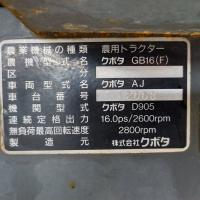 農業機械の種類 農用トラクター
農機型式名 クボタ GB16(F)
区分
車両型式名 クボタ AJ
車台番号
機関型式 クボタ D905
連続定格出力 16.0ps/2600rpm
無負荷最高回転速度 2800rpm
製造元 株式会社クボタ